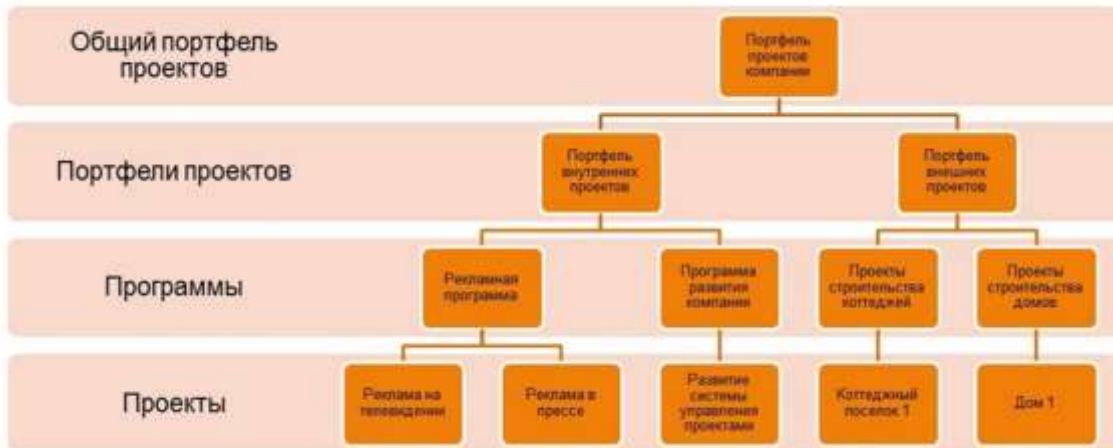 Общий портфель
проектов
Портфель
проектов
компании
Портфели проектов
Портфель
внутренних
проектов
Портфель
внешних
проектов
Программы
Рекламная
программа
Программа
развития
компании
Проекты
строительства
коттеджей
Проекты
строительства
домов
Проекты
Реклама на
телевидении
Реклама в
прессе
Развитие
системы
управления
проектами
Коттеджный
поселок 1
Дом 1